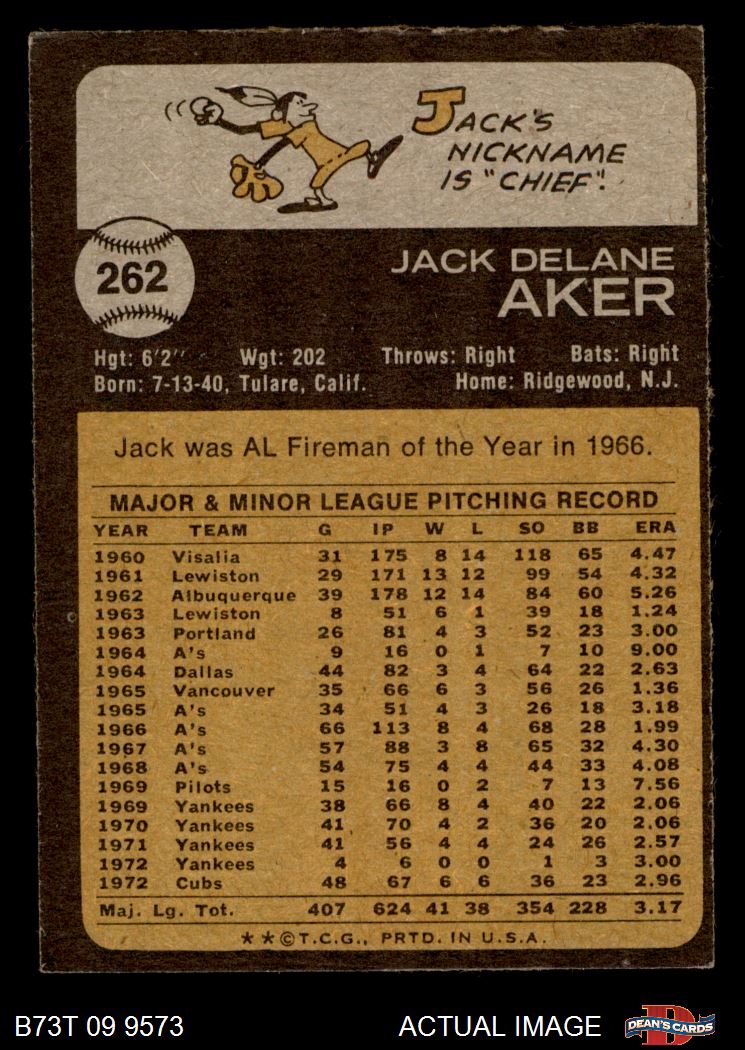 JACK'S
NICKNAME
IS "CHIEF".
262
JACK DELANE
AKER
Hgt: 6'2" Wgt: 202 Throws: Right Bats: Right
Born: 7-13-40, Tulare, Calif. Home: Ridgewood, N.J.
Jack was AL Fireman of the Year in 1966.
MAJOR & MINOR LEAGUE PITCHING RECORD
YEAR TEAM G IP W L SO BB ERA
1960 Visalia 31 175 8 14 118 65 4.47
1961 Lewiston 29 171 13 12 99 54 4.32
1962 Albuquerque 39 178 12 14 84 60 5.26
1963 Lewiston 8 51 6 1 39 18 1.24
1963 Portland 26 81 4 3 52 23 3.00
1964 A's 9 16 0 1 7 10 9.00
1964 Dallas 44 82 3 4 64 22 2.63
1965 Vancouver 35 66 6 3 56 26 1.36
1965 A's 34 51 4 3 26 18 3.18
1966 A's 66 113 8 4 68 28 1.99
1967 A's 57 88 3 8 65 32 4.30
1968 A's 54 75 4 4 44 33 4.08
1969 Pilots 15 16 0 2 7 13 7.56
1969 Yankees 38 66 8 4 40 22 2.06
1970 Yankees 41 70 4 2 36 20 2.06
1971 Yankees 41 56 4 4 24 26 2.57
1972 Yankees 4 6 0 0 1 3 3.00
1972 Cubs 48 67 6 6 36 23 2.96
Maj. Lg. Tot. 407 624 41 38 354 228 3.17
**©T.C.G., PRTD. IN U.S.A.
B73T 09 9573 ACTUAL IMAGE
D
DEAN'S CARDS